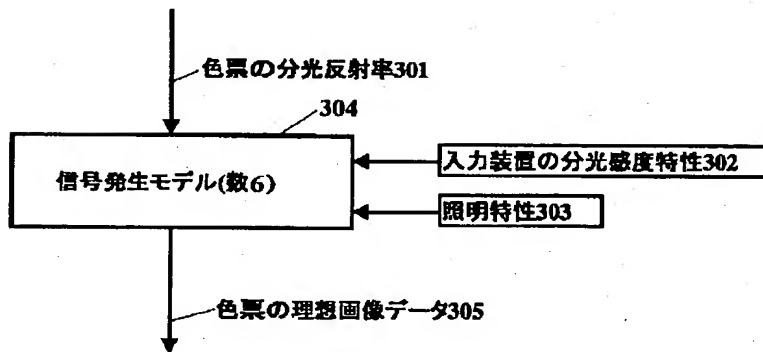 色票の分光反射率301
304
信号発生モデル(数6)
入力装置の分光感度特性302
照明特性303
色票の理想画像データ305